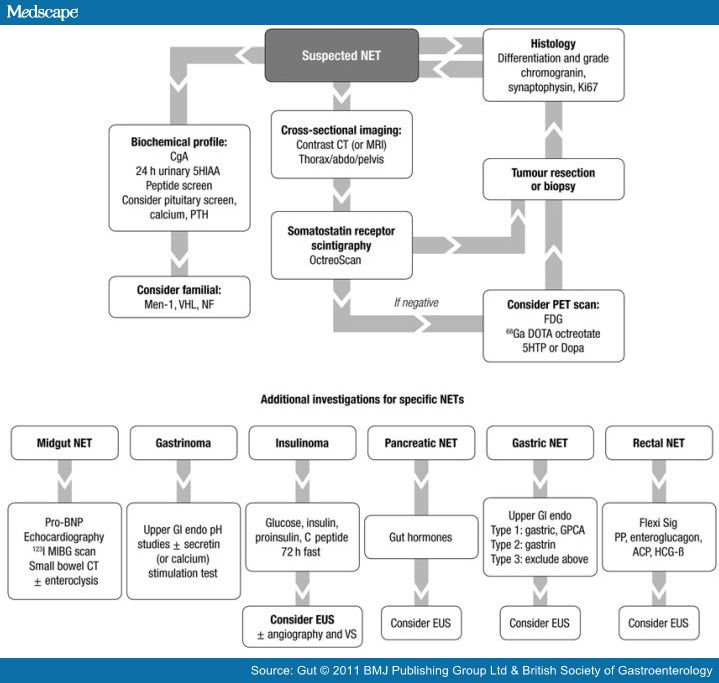 Medscape
Suspected NET
Histology
Differentiation and grade
chromogranin,
synaptophysin, Ki67
Biochemical profile:
CgA
24 h urinary 5HIAA
Peptide screen
Consider pituitary screen,
calcium, PTH
Cross-sectional imaging:
Contrast CT (or MRI)
Thorax/abdo/pelvis
Tumour resection
or biopsy
Somatostatin receptor
scintigraphy
OctreoScan
Consider familial:
Men-1, VHL, NF
If negative
Consider PET scan:
FDG
⁶⁸Ga DOTA octreotate
5HTP or Dopa
Additional investigations for specific NETs
Midgut NET
Gastrinoma
Insulinoma
Pancreatic NET
Gastric NET
Rectal NET
Pro-BNP
Echocardiography
¹²³I MIBG scan
Small bowel CT
± enteroclysis
Upper GI endo pH
studies ± secretin
(or calcium)
stimulation test
Glucose, insulin,
proinsulin, C peptide
72 h fast
Gut hormones
Upper GI endo
Type 1: gastric, GPCA
Type 2: gastrin
Type 3: exclude above
Flexi Sig
PP, enteroglucagon,
ACP, HCG-ß
Consider EUS
± angiography and VS
Consider EUS
Consider EUS
Consider EUS
Source: Gut © 2011 BMJ Publishing Group Ltd & British Society of Gastroenterology